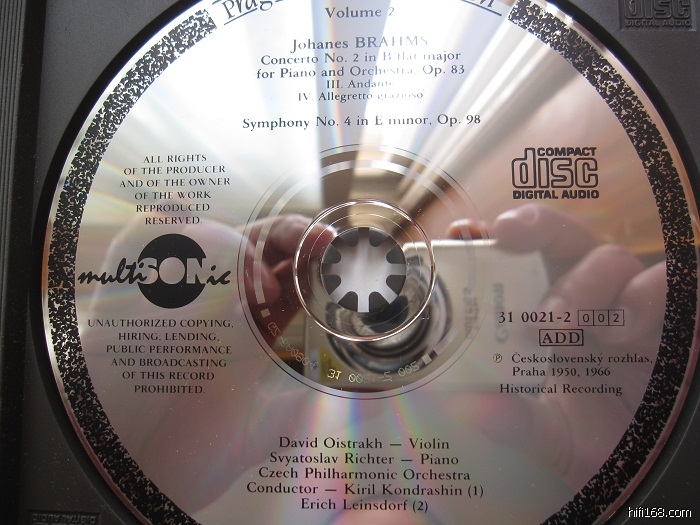 Volume 2
Johanes BRAHMS
Concerto No. 2 in B flat major
for Piano and Orchestra, Op. 83
III. Andante
IV. Allegretto grazioso
Symphony No. 4 in E minor, Op. 98
ALL RIGHTS
OF THE PRODUCER
AND OF THE OWNER
OF THE WORK
REPRODUCED
RESERVED
COMPACT
disc
DIGITAL AUDIO
multiSONic
UNAUTHORIZED COPYING,
HIRING, LENDING,
PUBLIC PERFORMANCE
AND BROADCASTING
OF THIS RECORD
PROHIBITED.
31 0021-2 002
ADD
℗ Československý rozhlas,
Praha 1950, 1966
Historical Recording
David Oistrakh — Violin
Svyatoslav Richter — Piano
Czech Philharmonic Orchestra
Conductor — Kiril Kondrashin (1)
Erich Leinsdorf (2)
hifi168.com